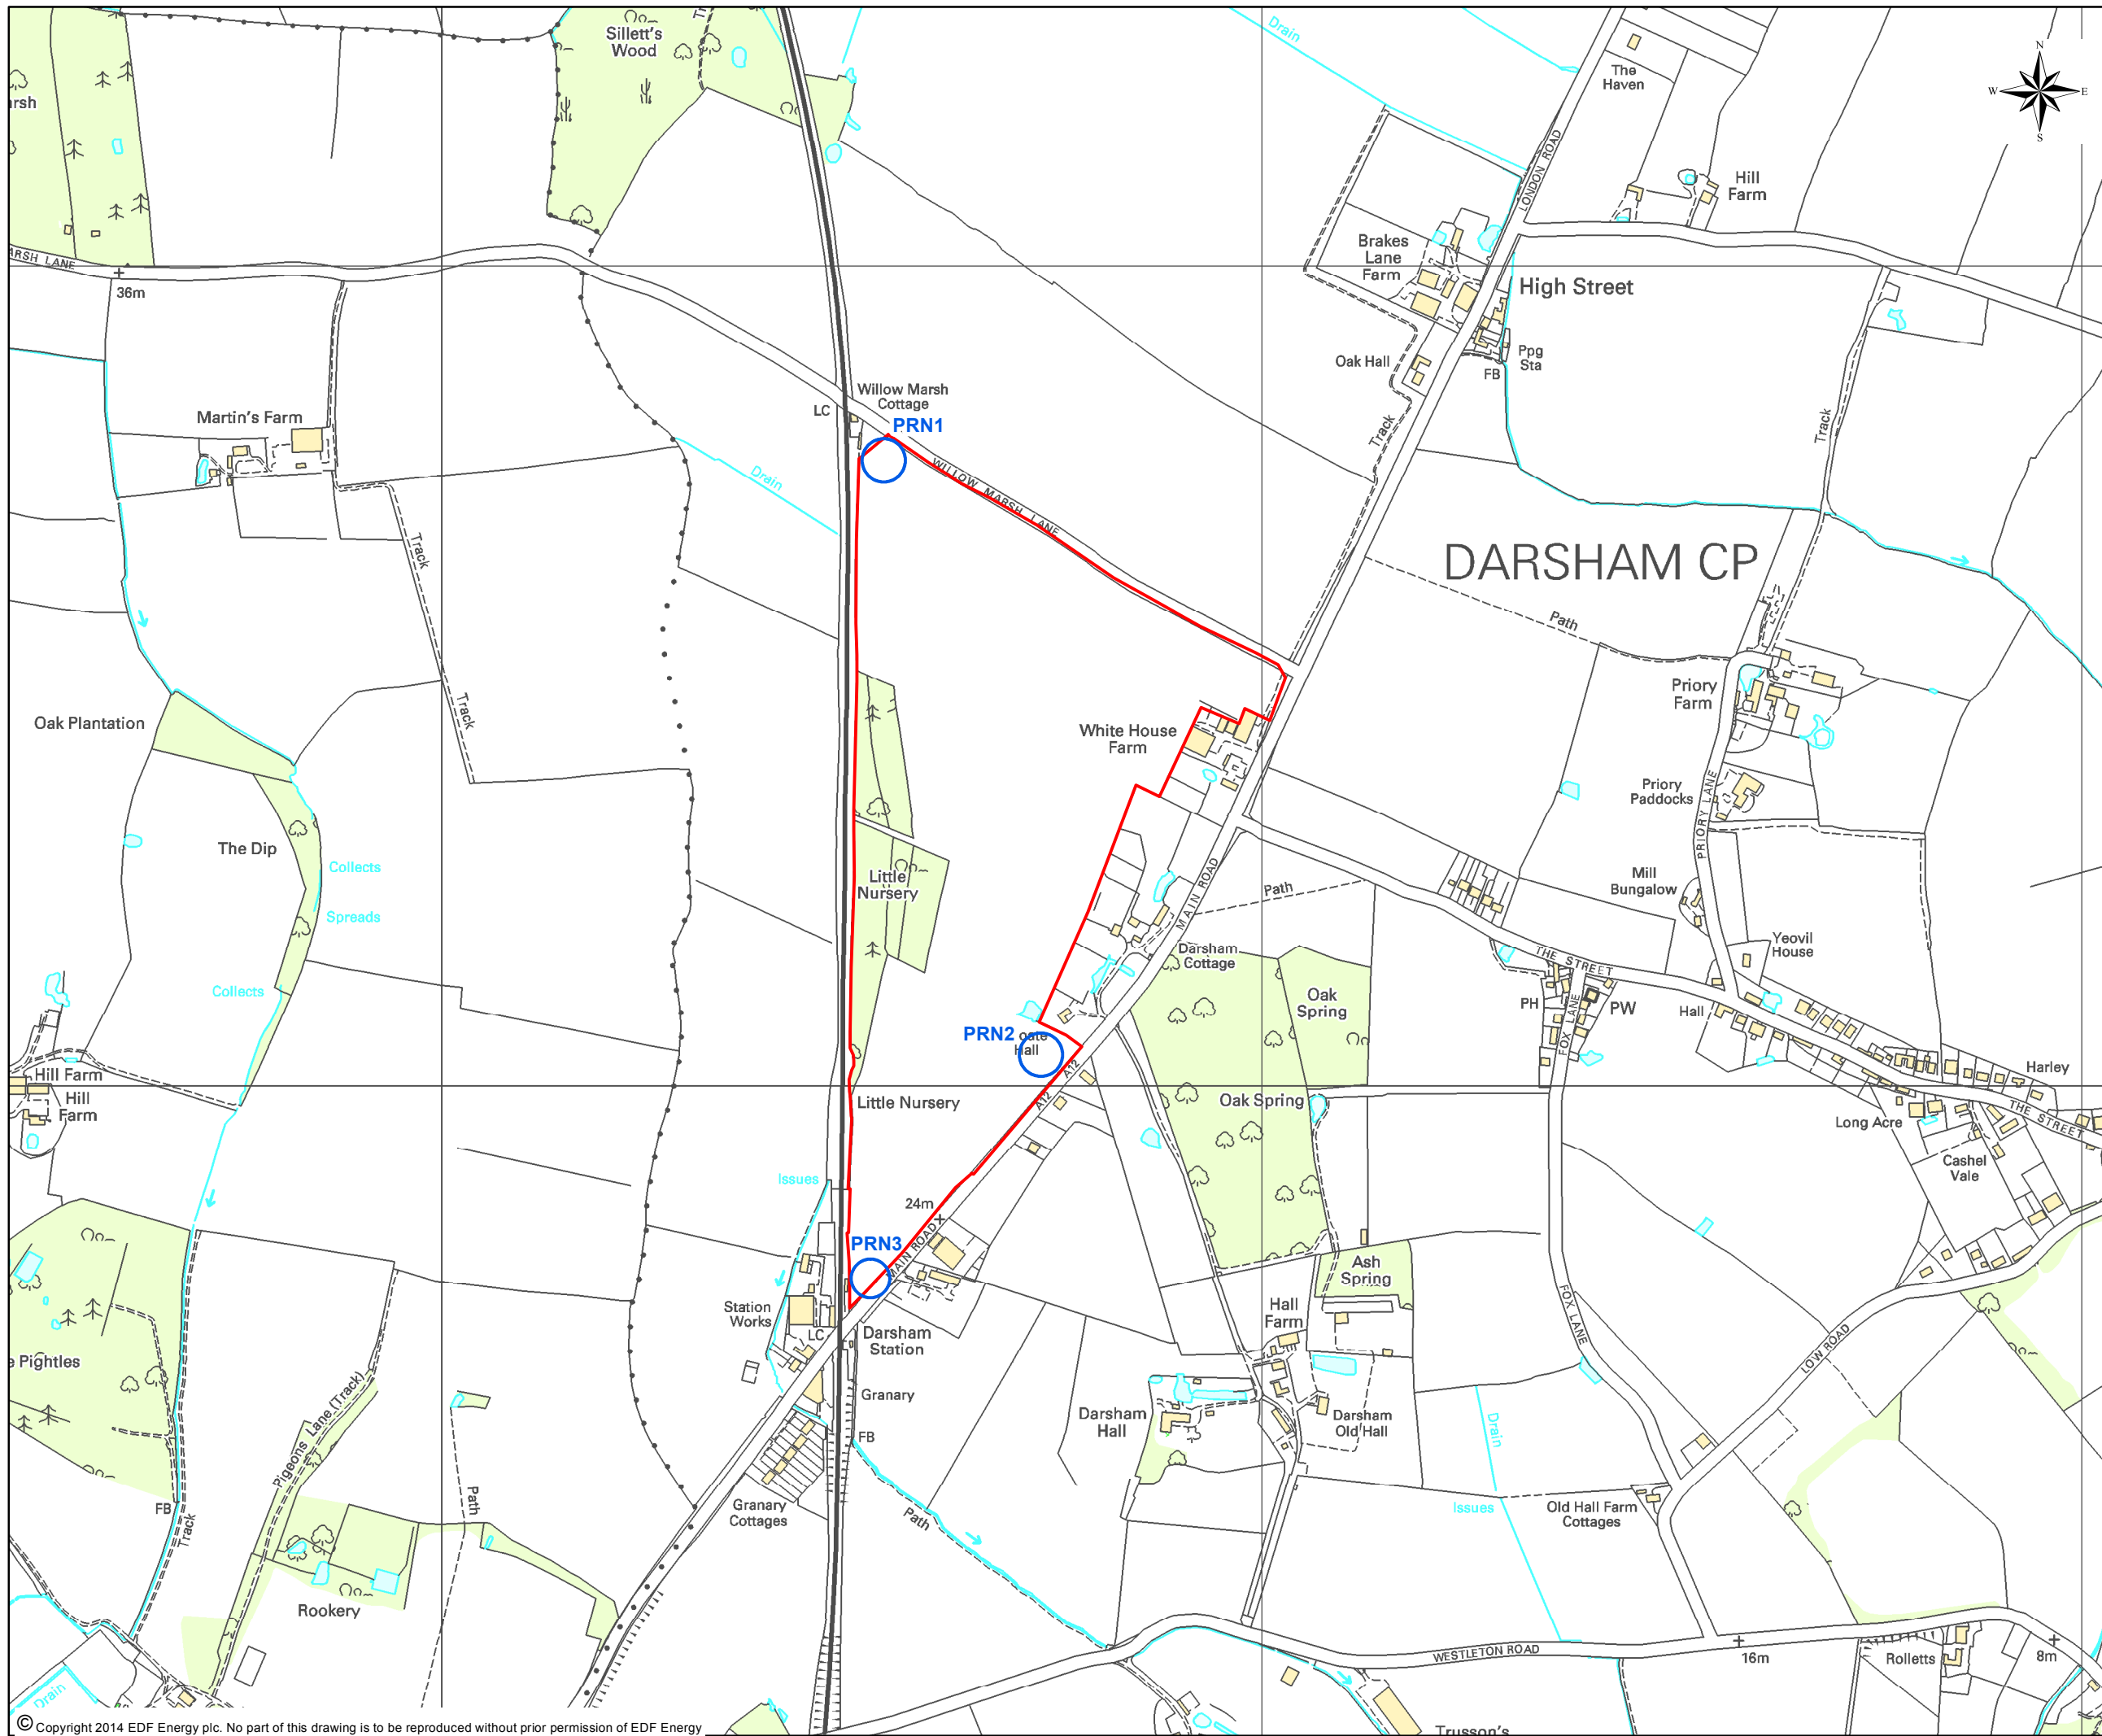 Sillett's
Wood
Tr
Drain
The
Haven
N
W
E
S
arsh
LONDON ROAD
Hill
Farm
Brakes
Lane
Farm
ARSH LANE
36m
High Street
Oak Hall
Ppg
Sta
FB
Willow Marsh
Cottage
LC
PRN1
Martin's Farm
Track
Track
Drain
WILLOW MARSH LANE
Track
DARSHAM CP
Path
Priory
Farm
Track
Oak Plantation
White House
Farm
Priory
Paddocks
PRIORY LANE
The Dip
Collects
Little
Nursery
MAIN ROAD
Path
Mill
Bungalow
Spreads
Darsham
Cottage
THE STREET
Yeovil
House
Collects
Oak
Spring
PH
FOX LANE
PW
Hall
PRN2
gate
Hall
A12
Hill Farm
Hill
Farm
Little Nursery
A12
Oak Spring
Harley
Long Acre
THE STREET
Cashel
Vale
Issues
24m
PRN3
MAIN ROAD
Ash
Spring
Station
Works
LC
Darsham
Station
Hall
Farm
FOX LANE
LOW ROAD
e Pightles
Pigeons Lane (Track)
Granary
Darsham
Hall
Darsham
Old Hall
Drain
FB
Path
Granary
Cottages
FB
Track
Path
Issues
Old Hall Farm
Cottages
Rookery
WESTLETON ROAD
16m
Rolletts
8m
Drain
Trusson's
© Copyright 2014 EDF Energy plc. No part of this drawing is to be reproduced without prior permission of EDF Energy